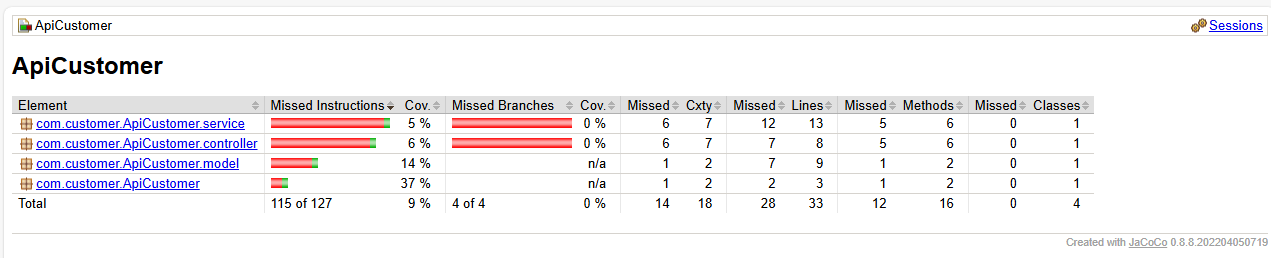 ApiCustomer Sessions
ApiCustomer
Element Missed Instructions Cov. Missed Branches Cov. Missed Cxty Missed Lines Missed Methods Missed Classes
com.customer.ApiCustomer.service 5 % 0 % 6 7 12 13 5 6 0 1
com.customer.ApiCustomer.controller 6 % 0 % 6 7 7 8 5 6 0 1
com.customer.ApiCustomer.model 14 % n/a 1 2 7 9 1 2 0 1
com.customer.ApiCustomer 37 % n/a 1 2 2 3 1 2 0 1
Total 115 of 127 9 % 4 of 4 0 % 14 18 28 33 12 16 0 4
Created with JaCoCo 0.8.8.202204050719